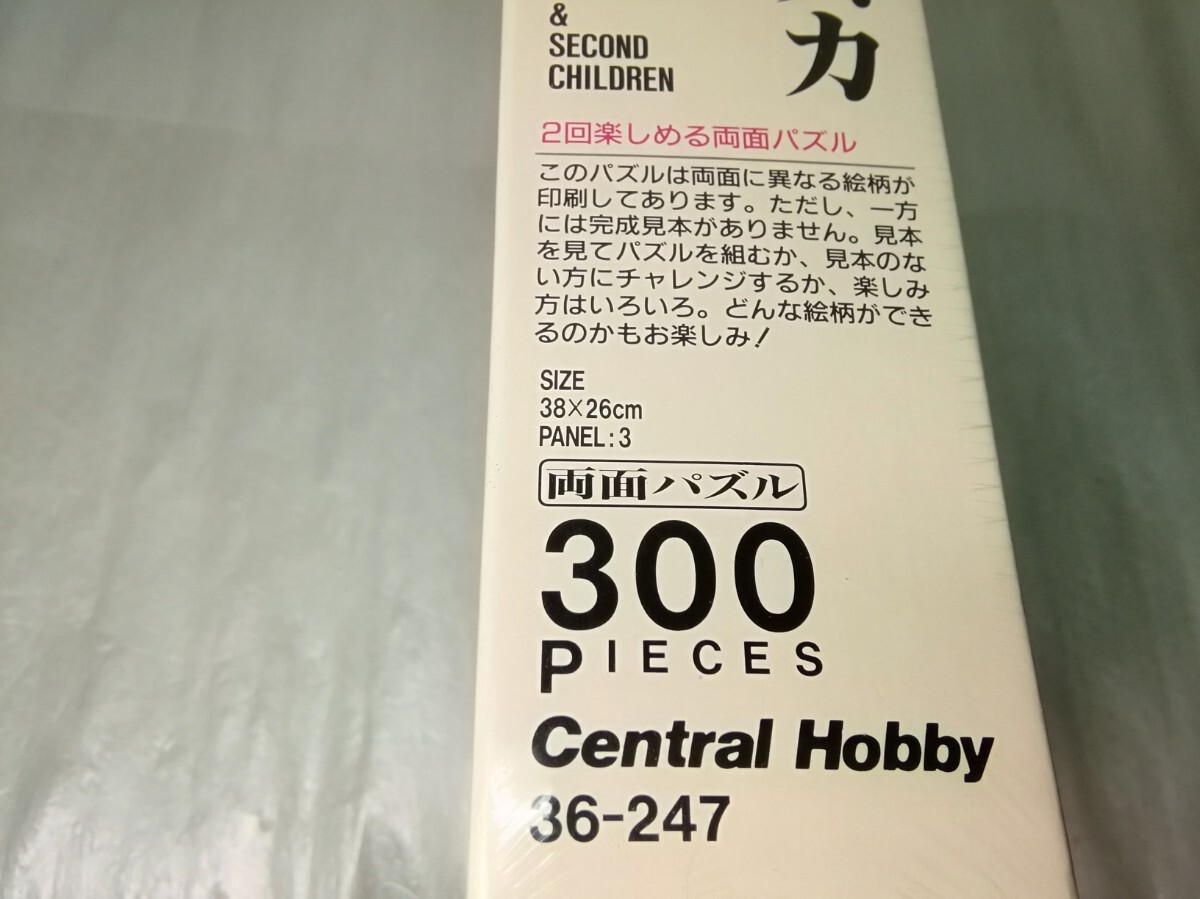 &
SECOND
CHILDREN
力
2回楽しめる両面パズル
このパズルは両面に異なる絵柄が
印刷してあります。ただし、一方
には完成見本がありません。見本
を見てパズルを組むか、見本のな
い方にチャレンジするか、楽しみ
方はいろいろ。どんな絵柄ができ
るのかもお楽しみ!
SIZE
38×26cm
PANEL:3
両面パズル
300
PIECES
Central Hobby
36-247